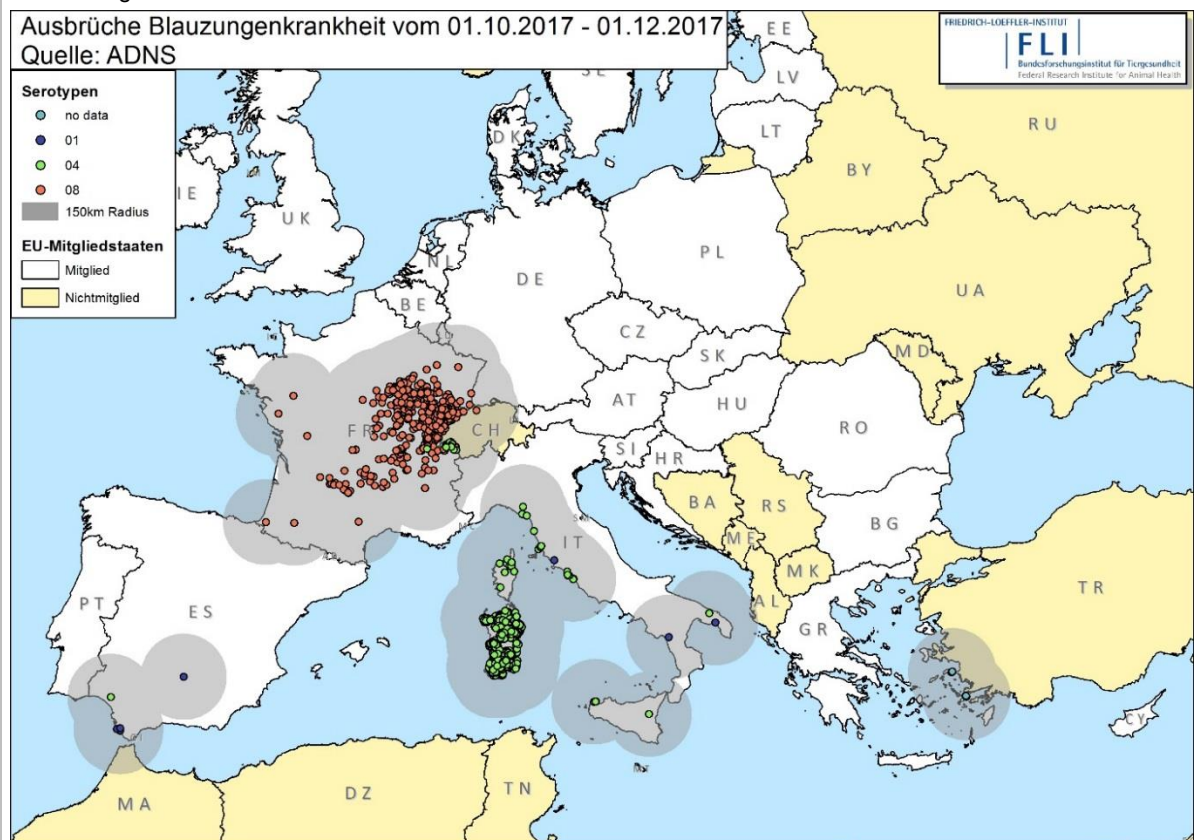 Ausbrüche Blauzungenkrankheit vom 01.10.2017 - 01.12.2017
Quelle: ADNS
FRIEDRICH-LOEFFLER-INSTITUT
FLI
Bundesforschungsinstitut für Tiergesundheit
Federal Research Institute for Animal Health
Serotypen
no data
01
04
08
150km Radius
EU-Mitgliedstaaten
Mitglied
Nichtmitglied
EE
SE
LV
RU
DK
LT
BY
IE
UK
NL
PL
DE
BE
UA
CZ
SK
MD
AT
HU
FR
CH
RO
SI
HR
BA
RS
IT
BG
ME
MK
AL
TR
PT
ES
GR
CY
MT
MA
DZ
TN